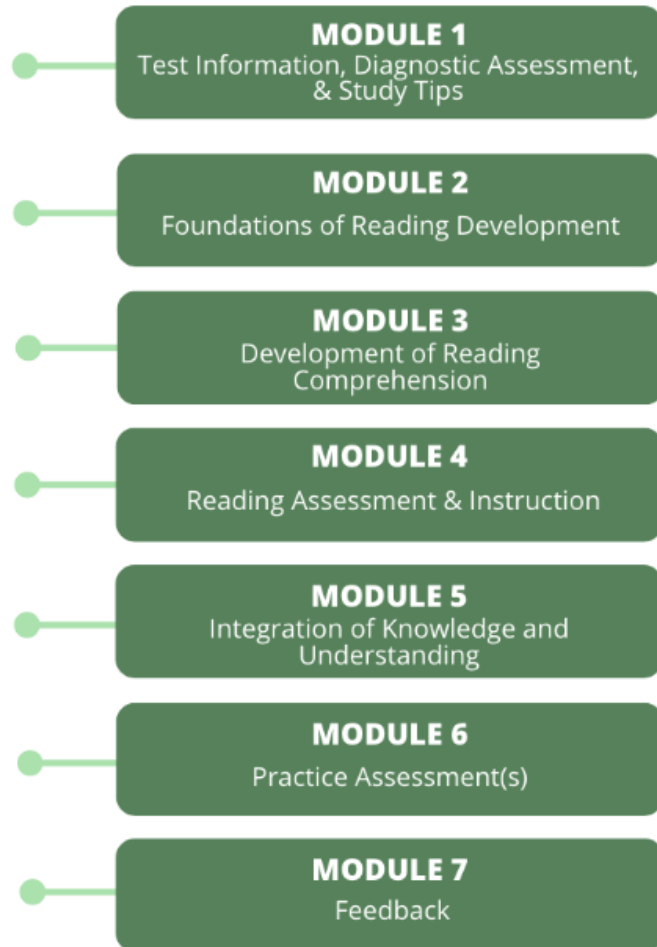 MODULE 1
Test Information, Diagnostic Assessment,
& Study Tips
MODULE 2
Foundations of Reading Development
MODULE 3
Development of Reading
Comprehension
MODULE 4
Reading Assessment & Instruction
MODULE 5
Integration of Knowledge and
Understanding
MODULE 6
Practice Assessment(s)
MODULE 7
Feedback